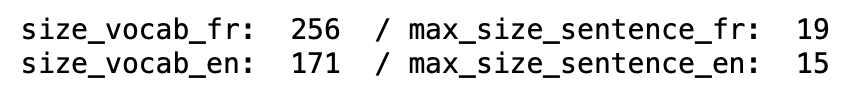 size_vocab_fr:  256  / max_size_sentence_fr:  19
size_vocab_en:  171  / max_size_sentence_en:  15